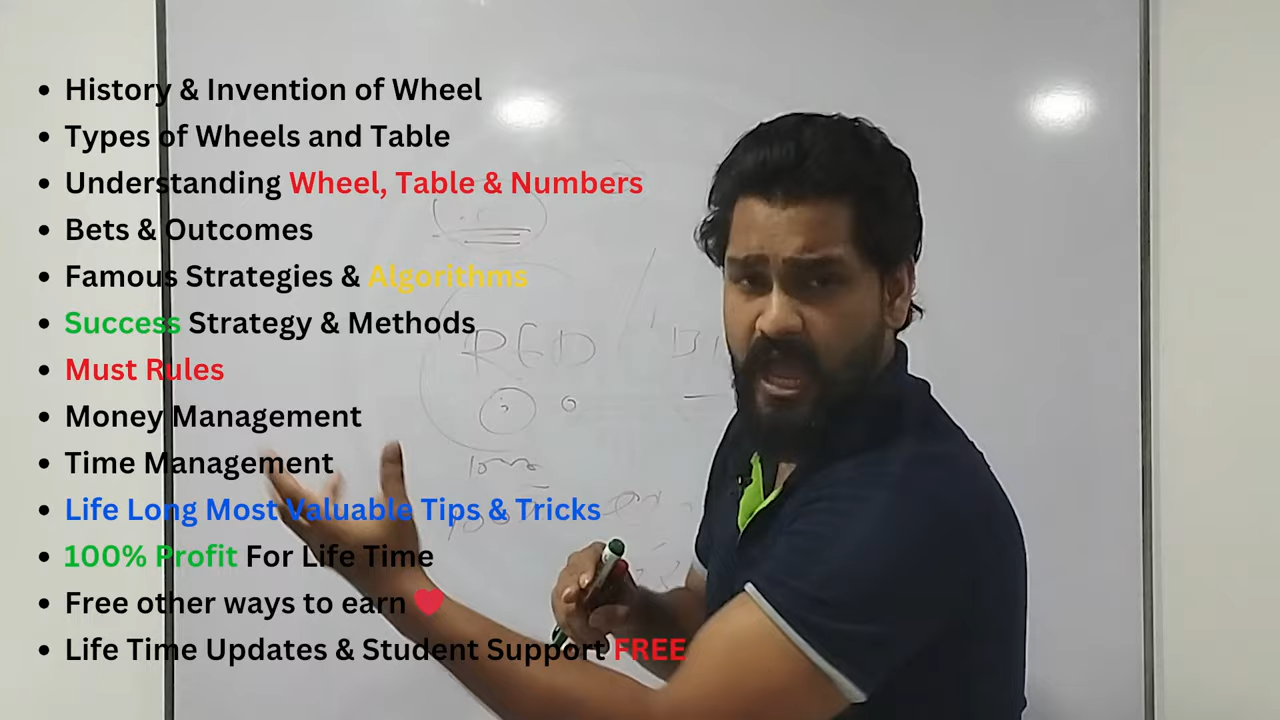 History & Invention of Wheel
Types of Wheels and Table
Understanding Wheel, Table & Numbers
Bets & Outcomes
Famous Strategies & Algorithms
Success Strategy & Methods
Must Rules
Money Management
Time Management
Life Long Most Valuable Tips & Tricks
100% Profit For Life Time
Free other ways to earn ❤️
Life Time Updates & Student Support FREE
RED